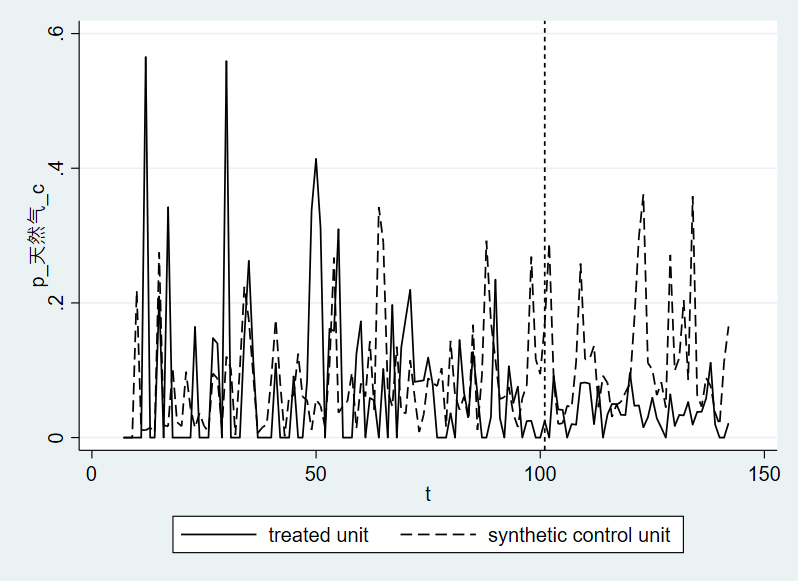 .6
.4
.2
0
p_天然气_c
0
50
100
150
t
treated unit
synthetic control unit